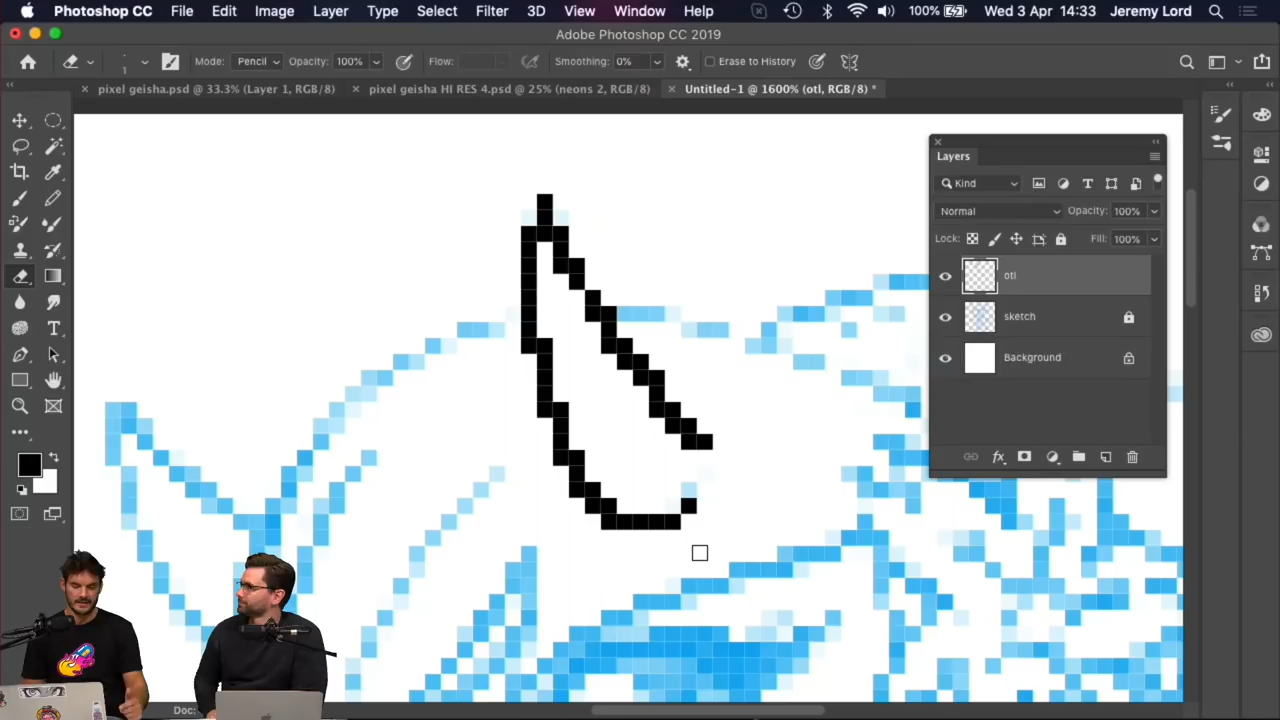 Photoshop CC File Edit Image Layer Type Select Filter 3D View Window Help 100% Wed 3 Apr 14:33 Jeremy Lord
Adobe Photoshop CC 2019
1 Mode: Pencil Opacity: 100% Flow: Smoothing: 0% Erase to History
pixel geisha.psd @ 33.3% (Layer 1, RGB/8) pixel geisha HI RES 4.psd @ 25% (neons 2, RGB/8) Untitled-1 @ 1600% (otl, RGB/8) *
Layers
Kind
Normal Opacity: 100%
Lock: Fill: 100%
otl
sketch
Background
fx
Doc: